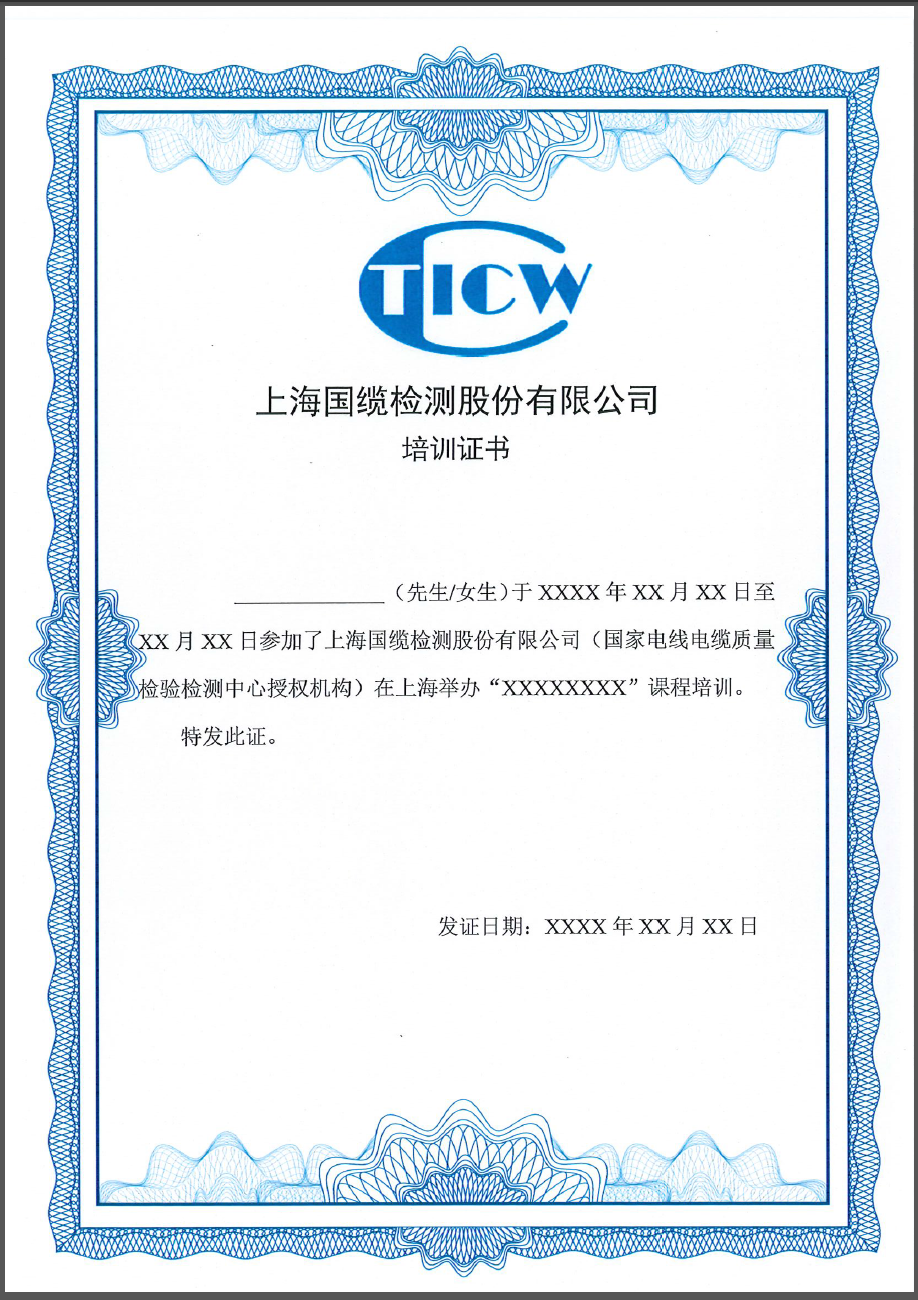 TICW
上海国缆检测股份有限公司
培训证书
______________（先生/女生）于 XXXX 年 XX 月 XX 日至
XX 月 XX 日参加了上海国缆检测股份有限公司（国家电线电缆质量
检验检测中心授权机构）在上海举办“XXXXXXXX”课程培训。
特发此证。
发证日期：XXXX 年 XX 月 XX 日